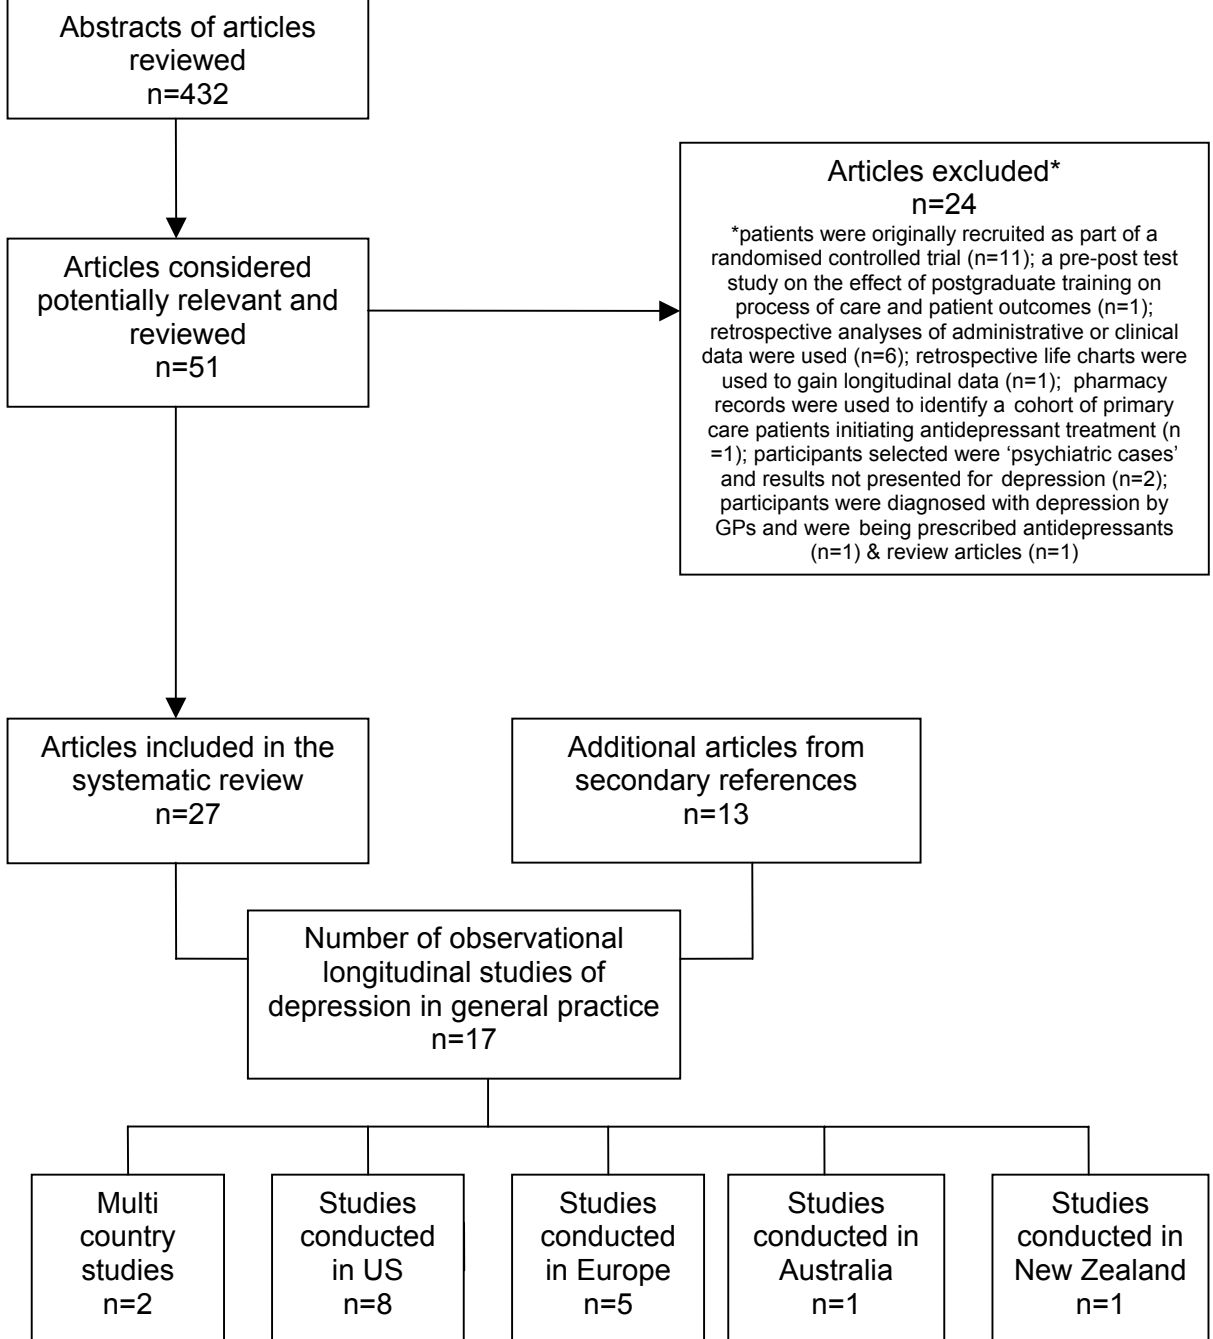 Abstracts of articles
reviewed
n=432
Articles considered
potentially relevant and
reviewed
n=51
Articles excluded*
n=24
*patients were originally recruited as part of a
randomised controlled trial (n=11); a pre-post test
study on the effect of postgraduate training on
process of care and patient outcomes (n=1);
retrospective analyses of administrative or clinical
data were used (n=6); retrospective life charts were
used to gain longitudinal data (n=1); pharmacy
records were used to identify a cohort of primary
care patients initiating antidepressant treatment (n
=1); participants selected were ‘psychiatric cases’
and results not presented for depression (n=2);
participants were diagnosed with depression by
GPs and were being prescribed antidepressants
(n=1) & review articles (n=1)
Articles included in the
systematic review
n=27
Additional articles from
secondary references
n=13
Number of observational
longitudinal studies of
depression in general practice
n=17
Multi
country
studies
n=2
Studies
conducted
in US
n=8
Studies
conducted
in Europe
n=5
Studies
conducted in
Australia
n=1
Studies
conducted in
New Zealand
n=1